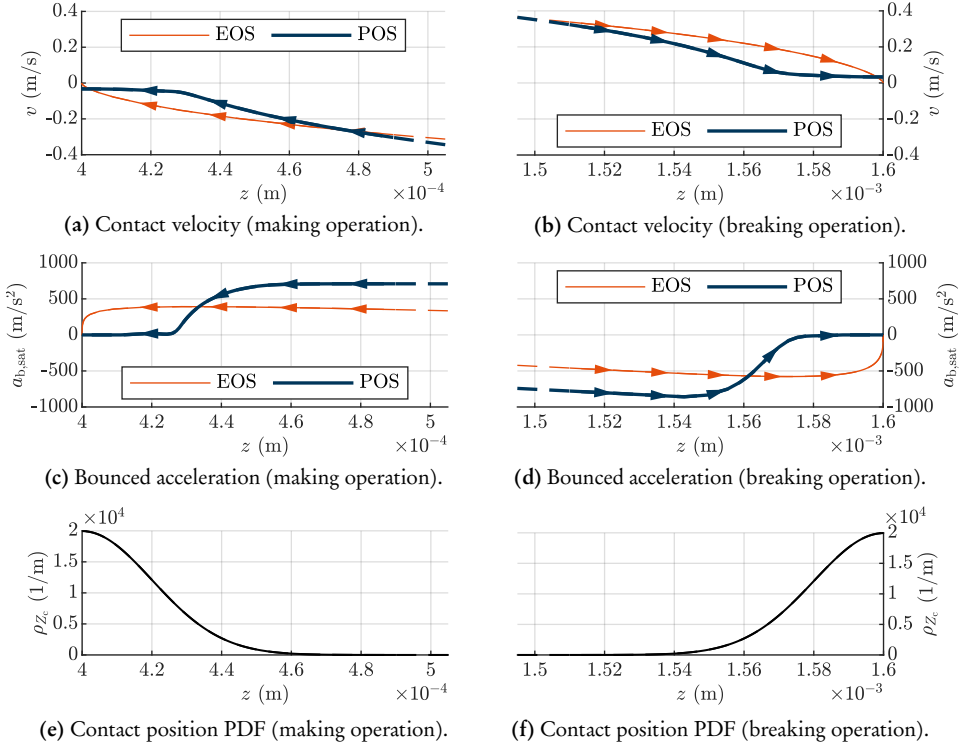 0.4
0.2
0
-0.2
-0.4
v (m/s)
EOS POS
4 4.2 4.4 4.6 4.8 5
×10⁻⁴
z (m)
(a) Contact velocity (making operation).
0.4
0.2
0
-0.2
-0.4
v (m/s)
EOS POS
1.5 1.52 1.54 1.56 1.58 1.6
×10⁻³
z (m)
(b) Contact velocity (breaking operation).
1000
500
0
-500
-1000
a_b,sat (m/s²)
EOS POS
4 4.2 4.4 4.6 4.8 5
×10⁻⁴
z (m)
(c) Bounced acceleration (making operation).
1000
500
0
-500
-1000
a_b,sat (m/s²)
EOS POS
1.5 1.52 1.54 1.56 1.58 1.6
×10⁻³
z (m)
(d) Bounced acceleration (breaking operation).
×10⁴
2
1.5
1
0.5
0
ρ_Z_c (1/m)
4 4.2 4.4 4.6 4.8 5
×10⁻⁴
z (m)
(e) Contact position PDF (making operation).
×10⁴
2
1.5
1
0.5
0
ρ_Z_c (1/m)
1.5 1.52 1.54 1.56 1.58 1.6
×10⁻³
z (m)
(f) Contact position PDF (breaking operation).